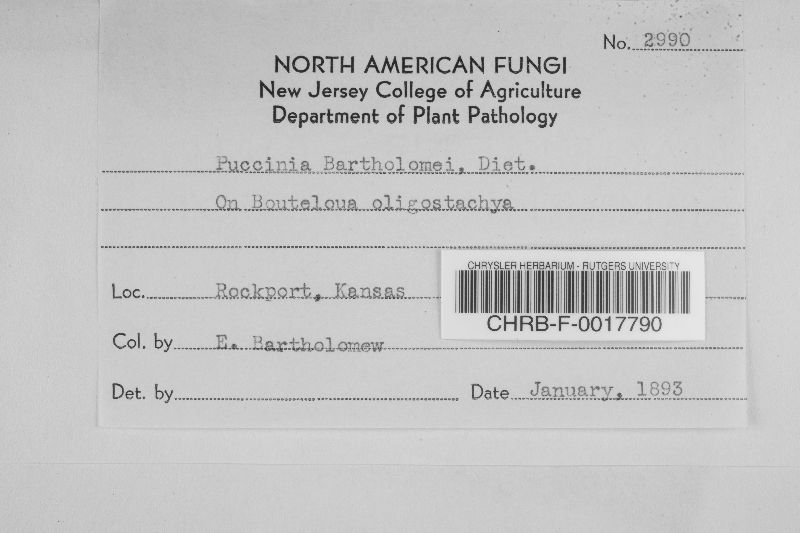 No. 2990
NORTH AMERICAN FUNGI
New Jersey College of Agriculture
Department of Plant Pathology
Puccinia Bartholomei, Diet.
On Bouteloua oligostachya
CHRYSLER HERBARIUM - RUTGERS UNIVERSITY
Loc. Rockport, Kansas
CHRB-F-0017790
Col. by E. Bartholomew
Det. by
Date January, 1893